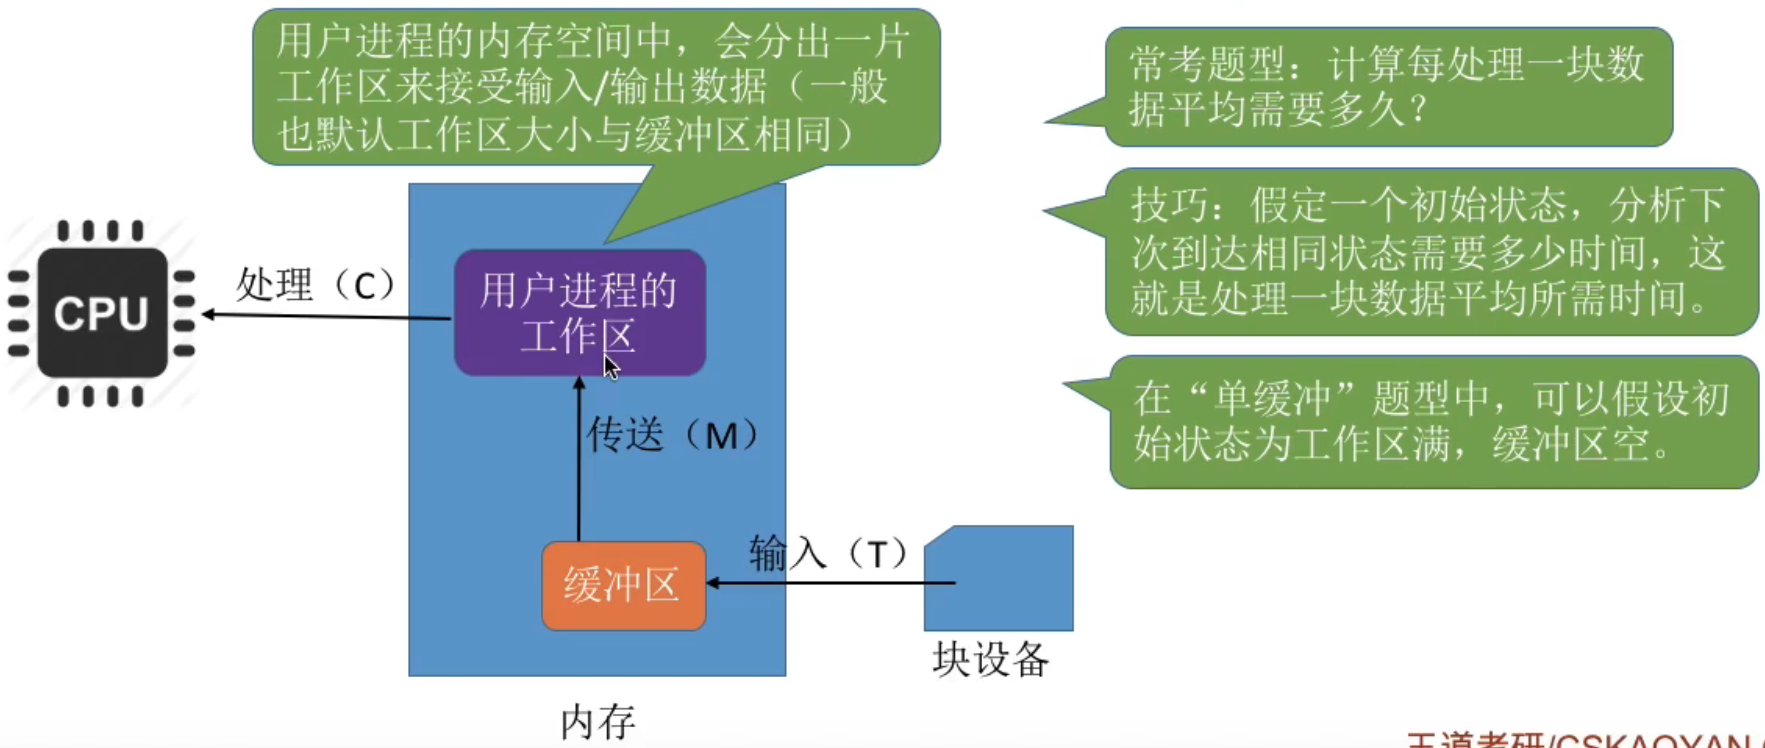 用户进程的内存空间中，会分出一片
工作区来接受输入/输出数据（一般
也默认工作区大小与缓冲区相同）
常考题型：计算每处理一块数
据平均需要多久？
技巧：假定一个初始状态，分析下
次到达相同状态需要多少时间，这
就是处理一块数据平均所需时间。
在“单缓冲”题型中，可以假设初
始状态为工作区满，缓冲区空。
CPU
处理（C）
用户进程的
工作区
传送（M）
缓冲区
输入（T）
块设备
内存
王道考研/CSKAOYAN